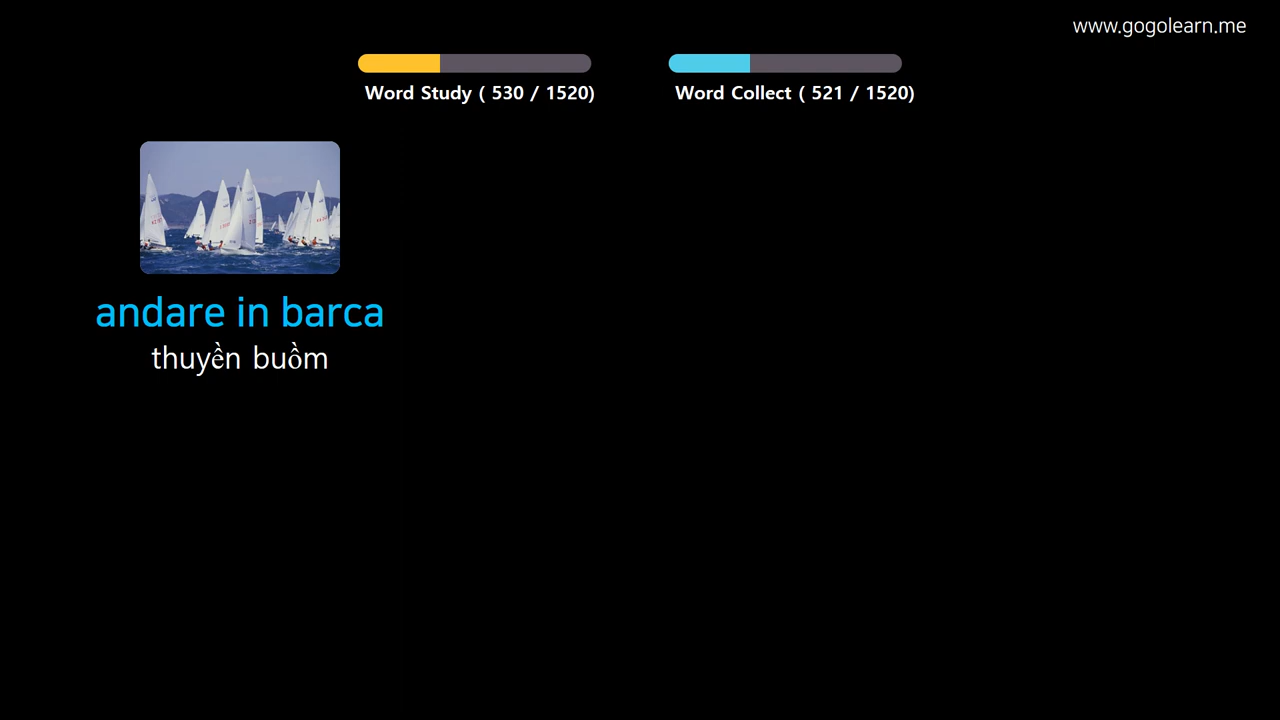 www.gogolearn.me
Word Study ( 530 / 1520)
Word Collect ( 521 / 1520)
andare in barca
thuyền buồm